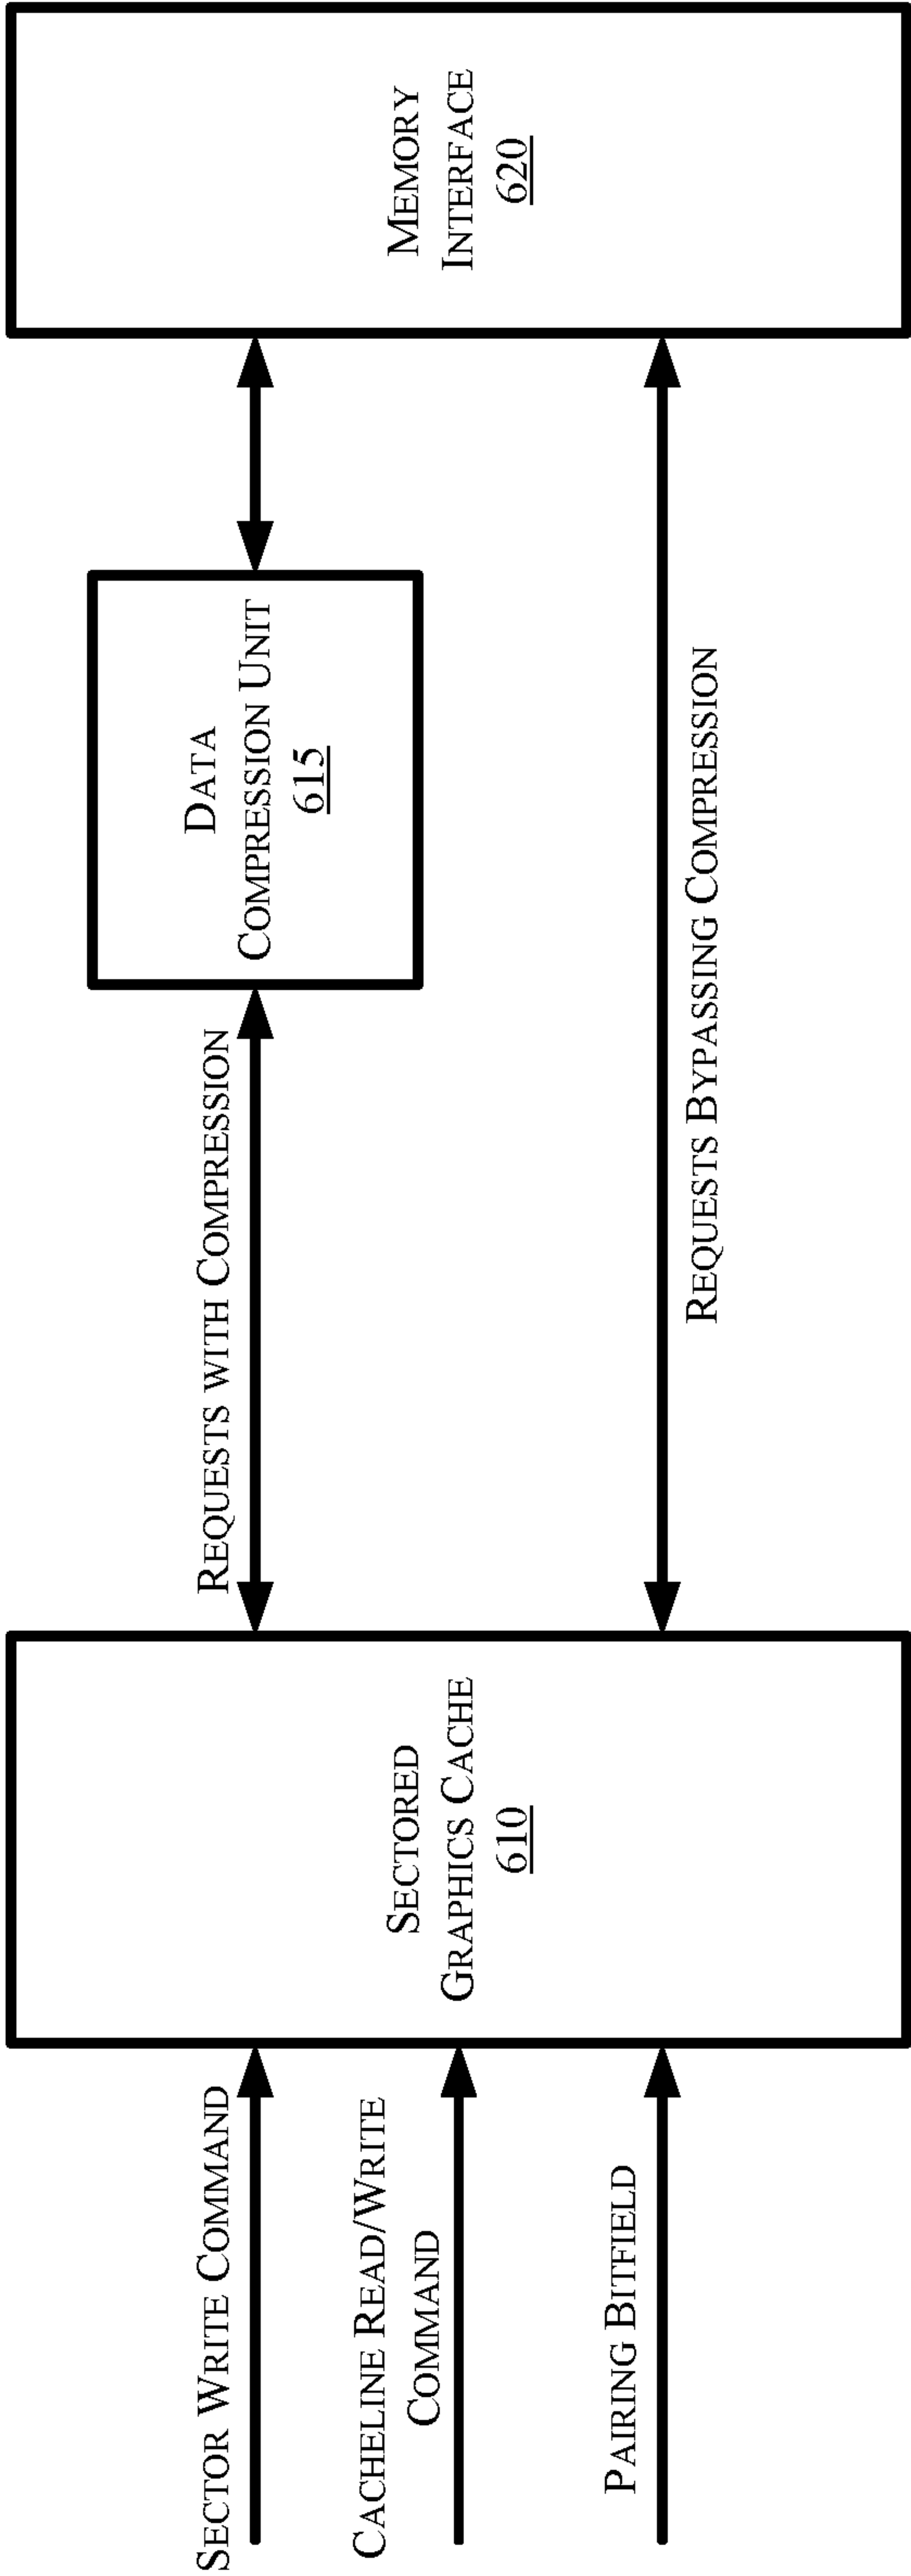 SECTOR WRITE COMMAND
CACHELINE READ/WRITE
COMMAND
PAIRING BITFIELD
SECTORED
GRAPHICS CACHE
610
REQUESTS WITH COMPRESSION
DATA
COMPRESSION UNIT
615
REQUESTS BYPASSING COMPRESSION
MEMORY
INTERFACE
620